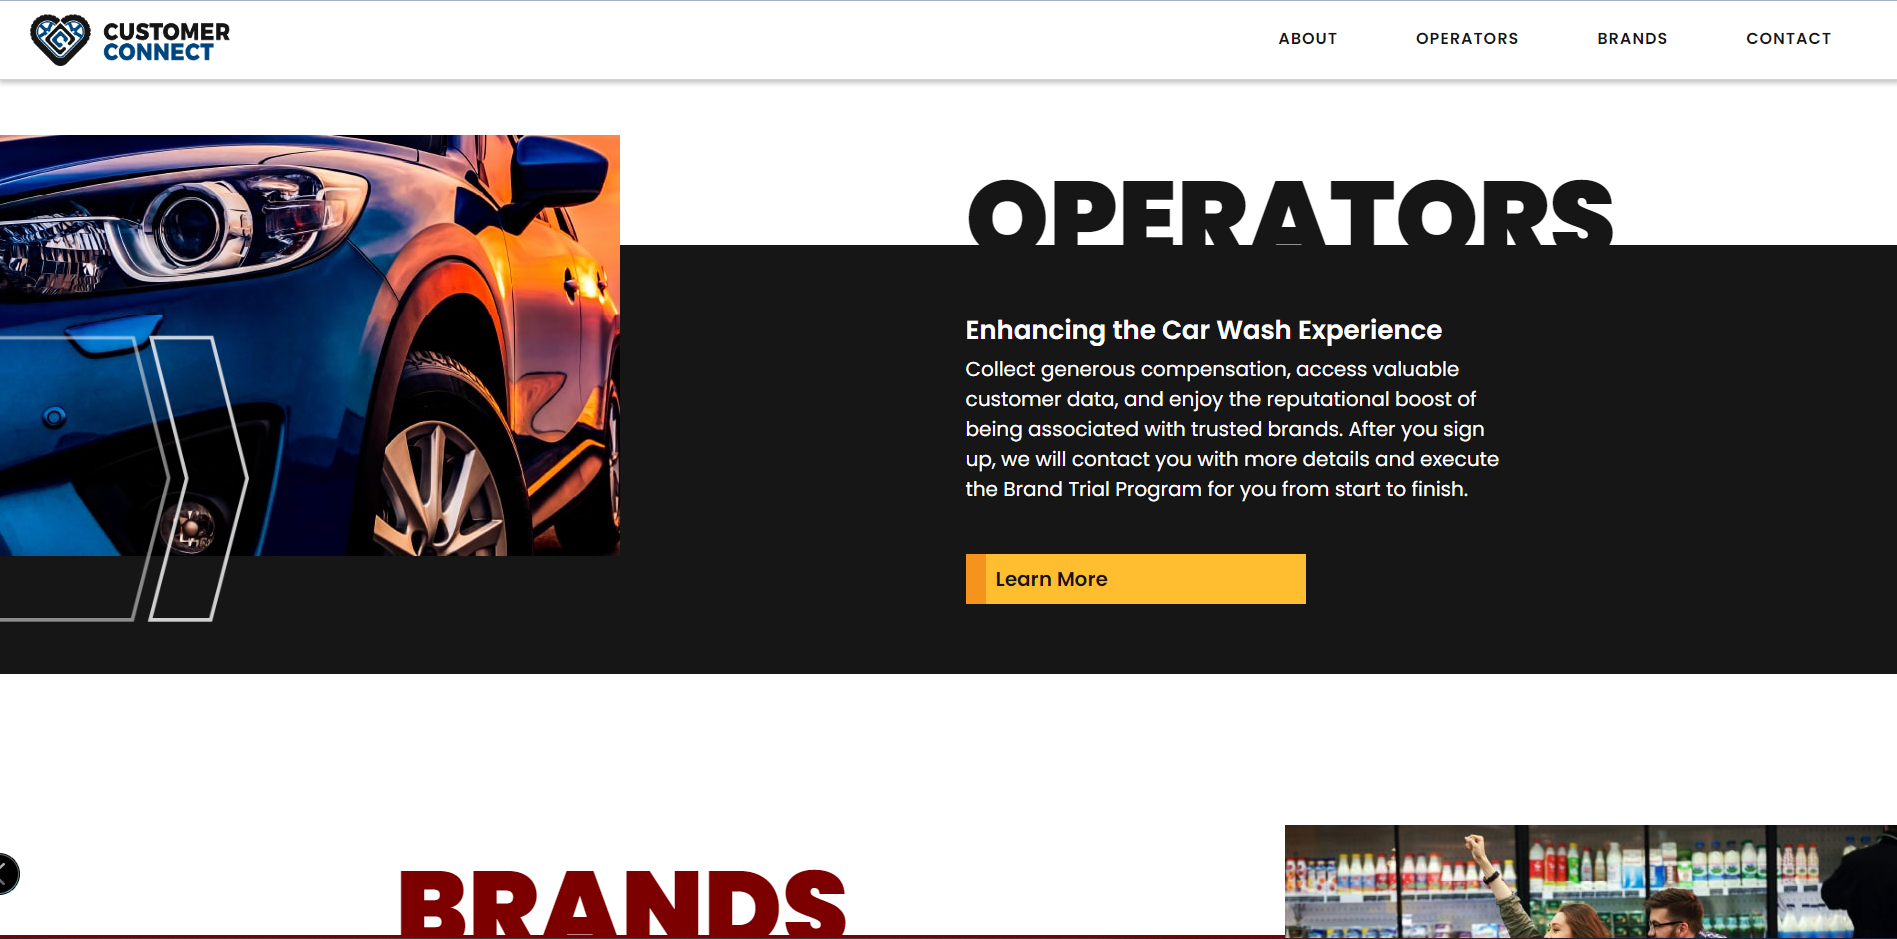 CUSTOMER
CONNECT
ABOUT
OPERATORS
BRANDS
CONTACT
OPERATORS
Enhancing the Car Wash Experience
Collect generous compensation, access valuable
customer data, and enjoy the reputational boost of
being associated with trusted brands. After you sign
up, we will contact you with more details and execute
the Brand Trial Program for you from start to finish.
Learn More
BRANDS